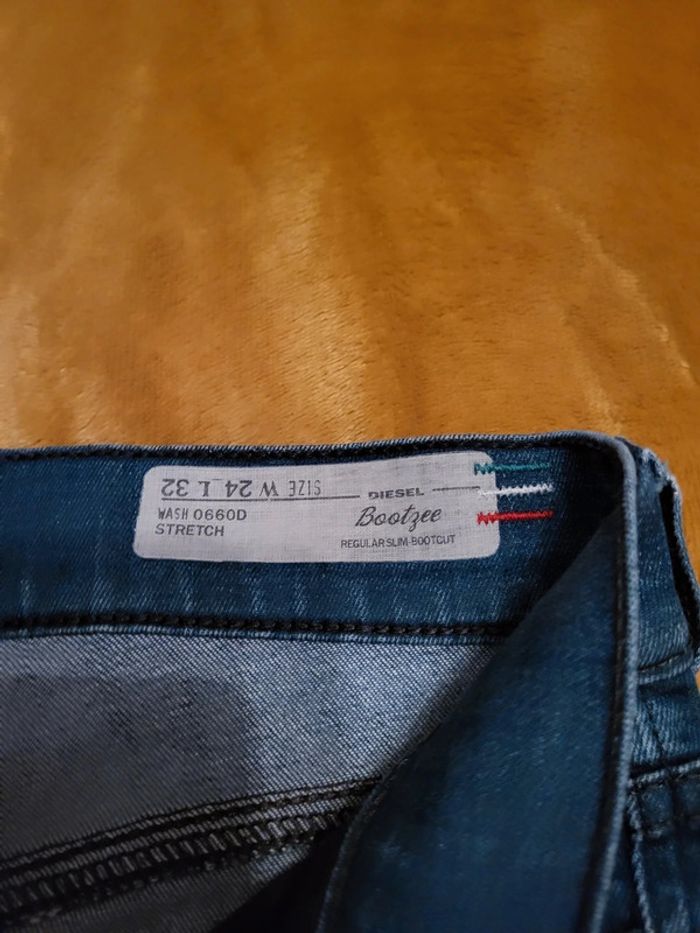 SIZE W 24 L 32
DIESEL
WASH 0660D
Bootzee
STRETCH
REGULAR SLIM-BOOTCUT